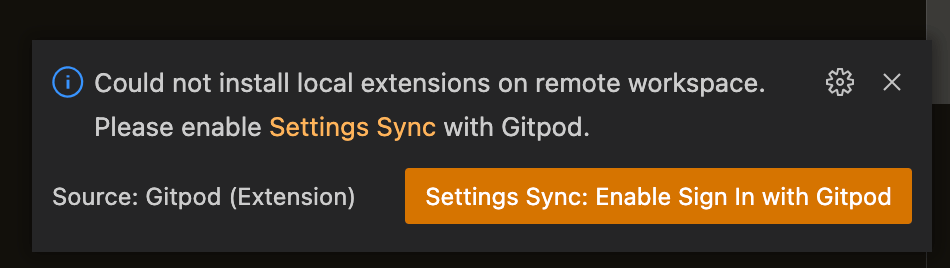 Could not install local extensions on remote workspace.
Please enable Settings Sync with Gitpod.
Source: Gitpod (Extension)
Settings Sync: Enable Sign In with Gitpod